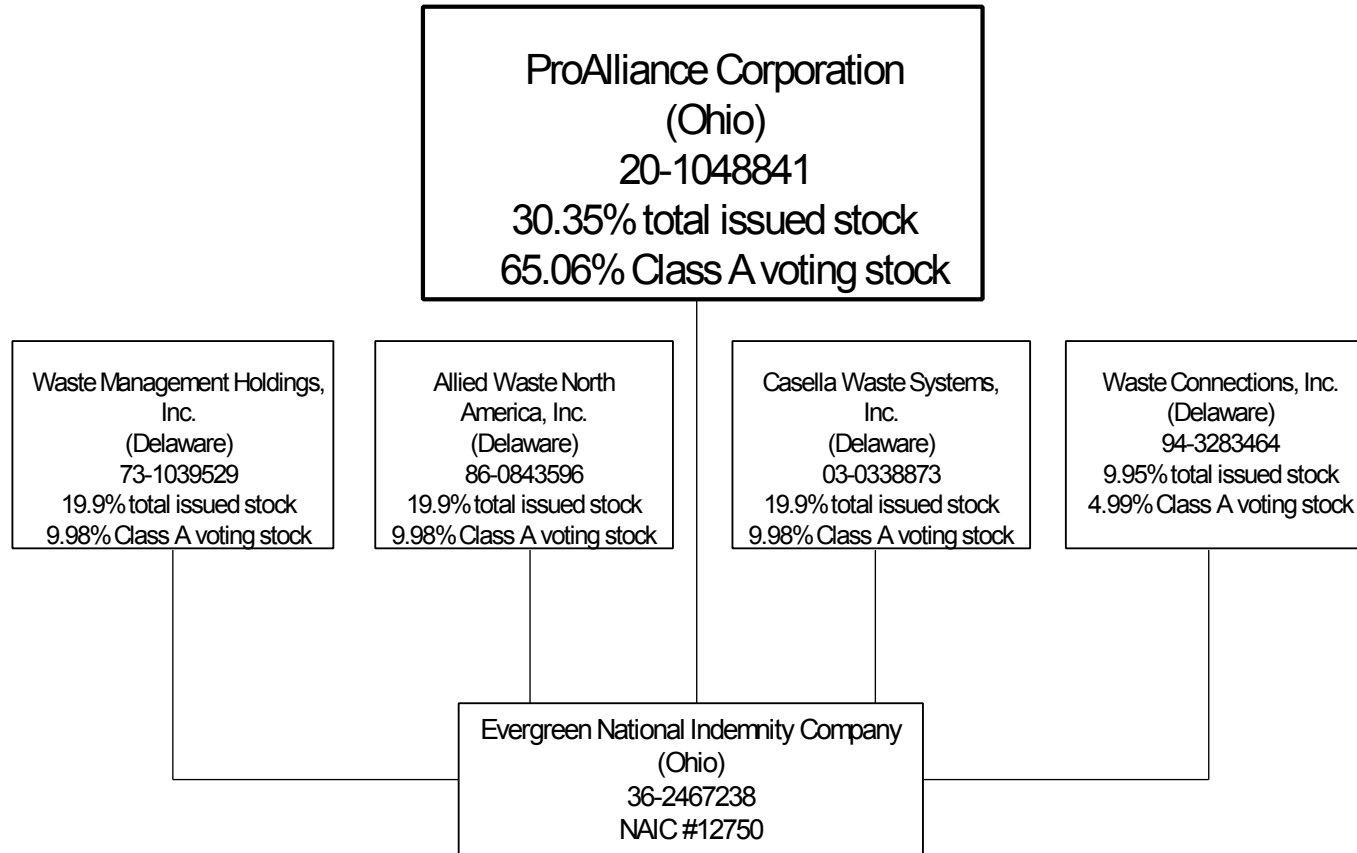 ProAlliance Corporation
(Ohio)
20-1048841
30.35% total issued stock
65.06% Class A voting stock
Waste Management Holdings,
Inc.
(Delaware)
73-1039529
19.9% total issued stock
9.98% Class A voting stock
Allied Waste North
America, Inc.
(Delaware)
86-0843596
19.9% total issued stock
9.98% Class A voting stock
Casella Waste Systems,
Inc.
(Delaware)
03-0338873
19.9% total issued stock
9.98% Class A voting stock
Waste Connections, Inc.
(Delaware)
94-3283464
9.95% total issued stock
4.99% Class A voting stock
Evergreen National Indemnity Company
(Ohio)
36-2467238
NAIC #12750